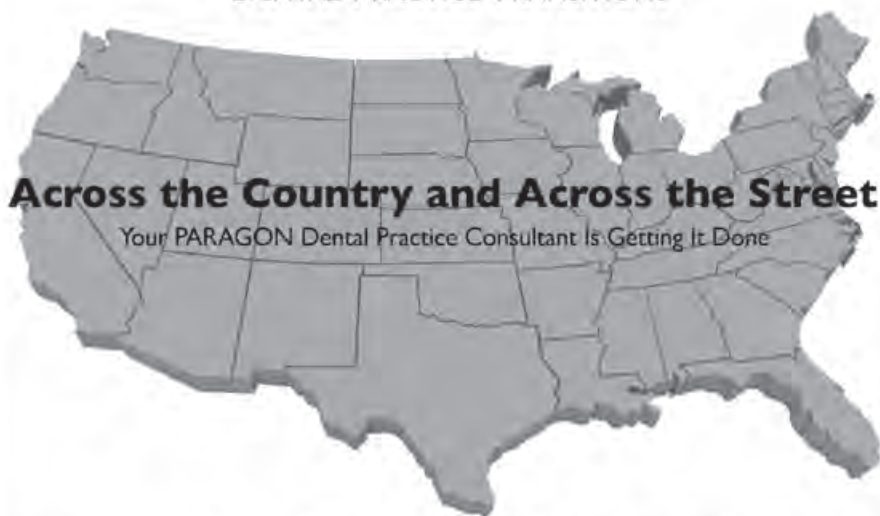 Across the Country and Across the Street
Your PARAGON Dental Practice Consultant Is Getting It Done